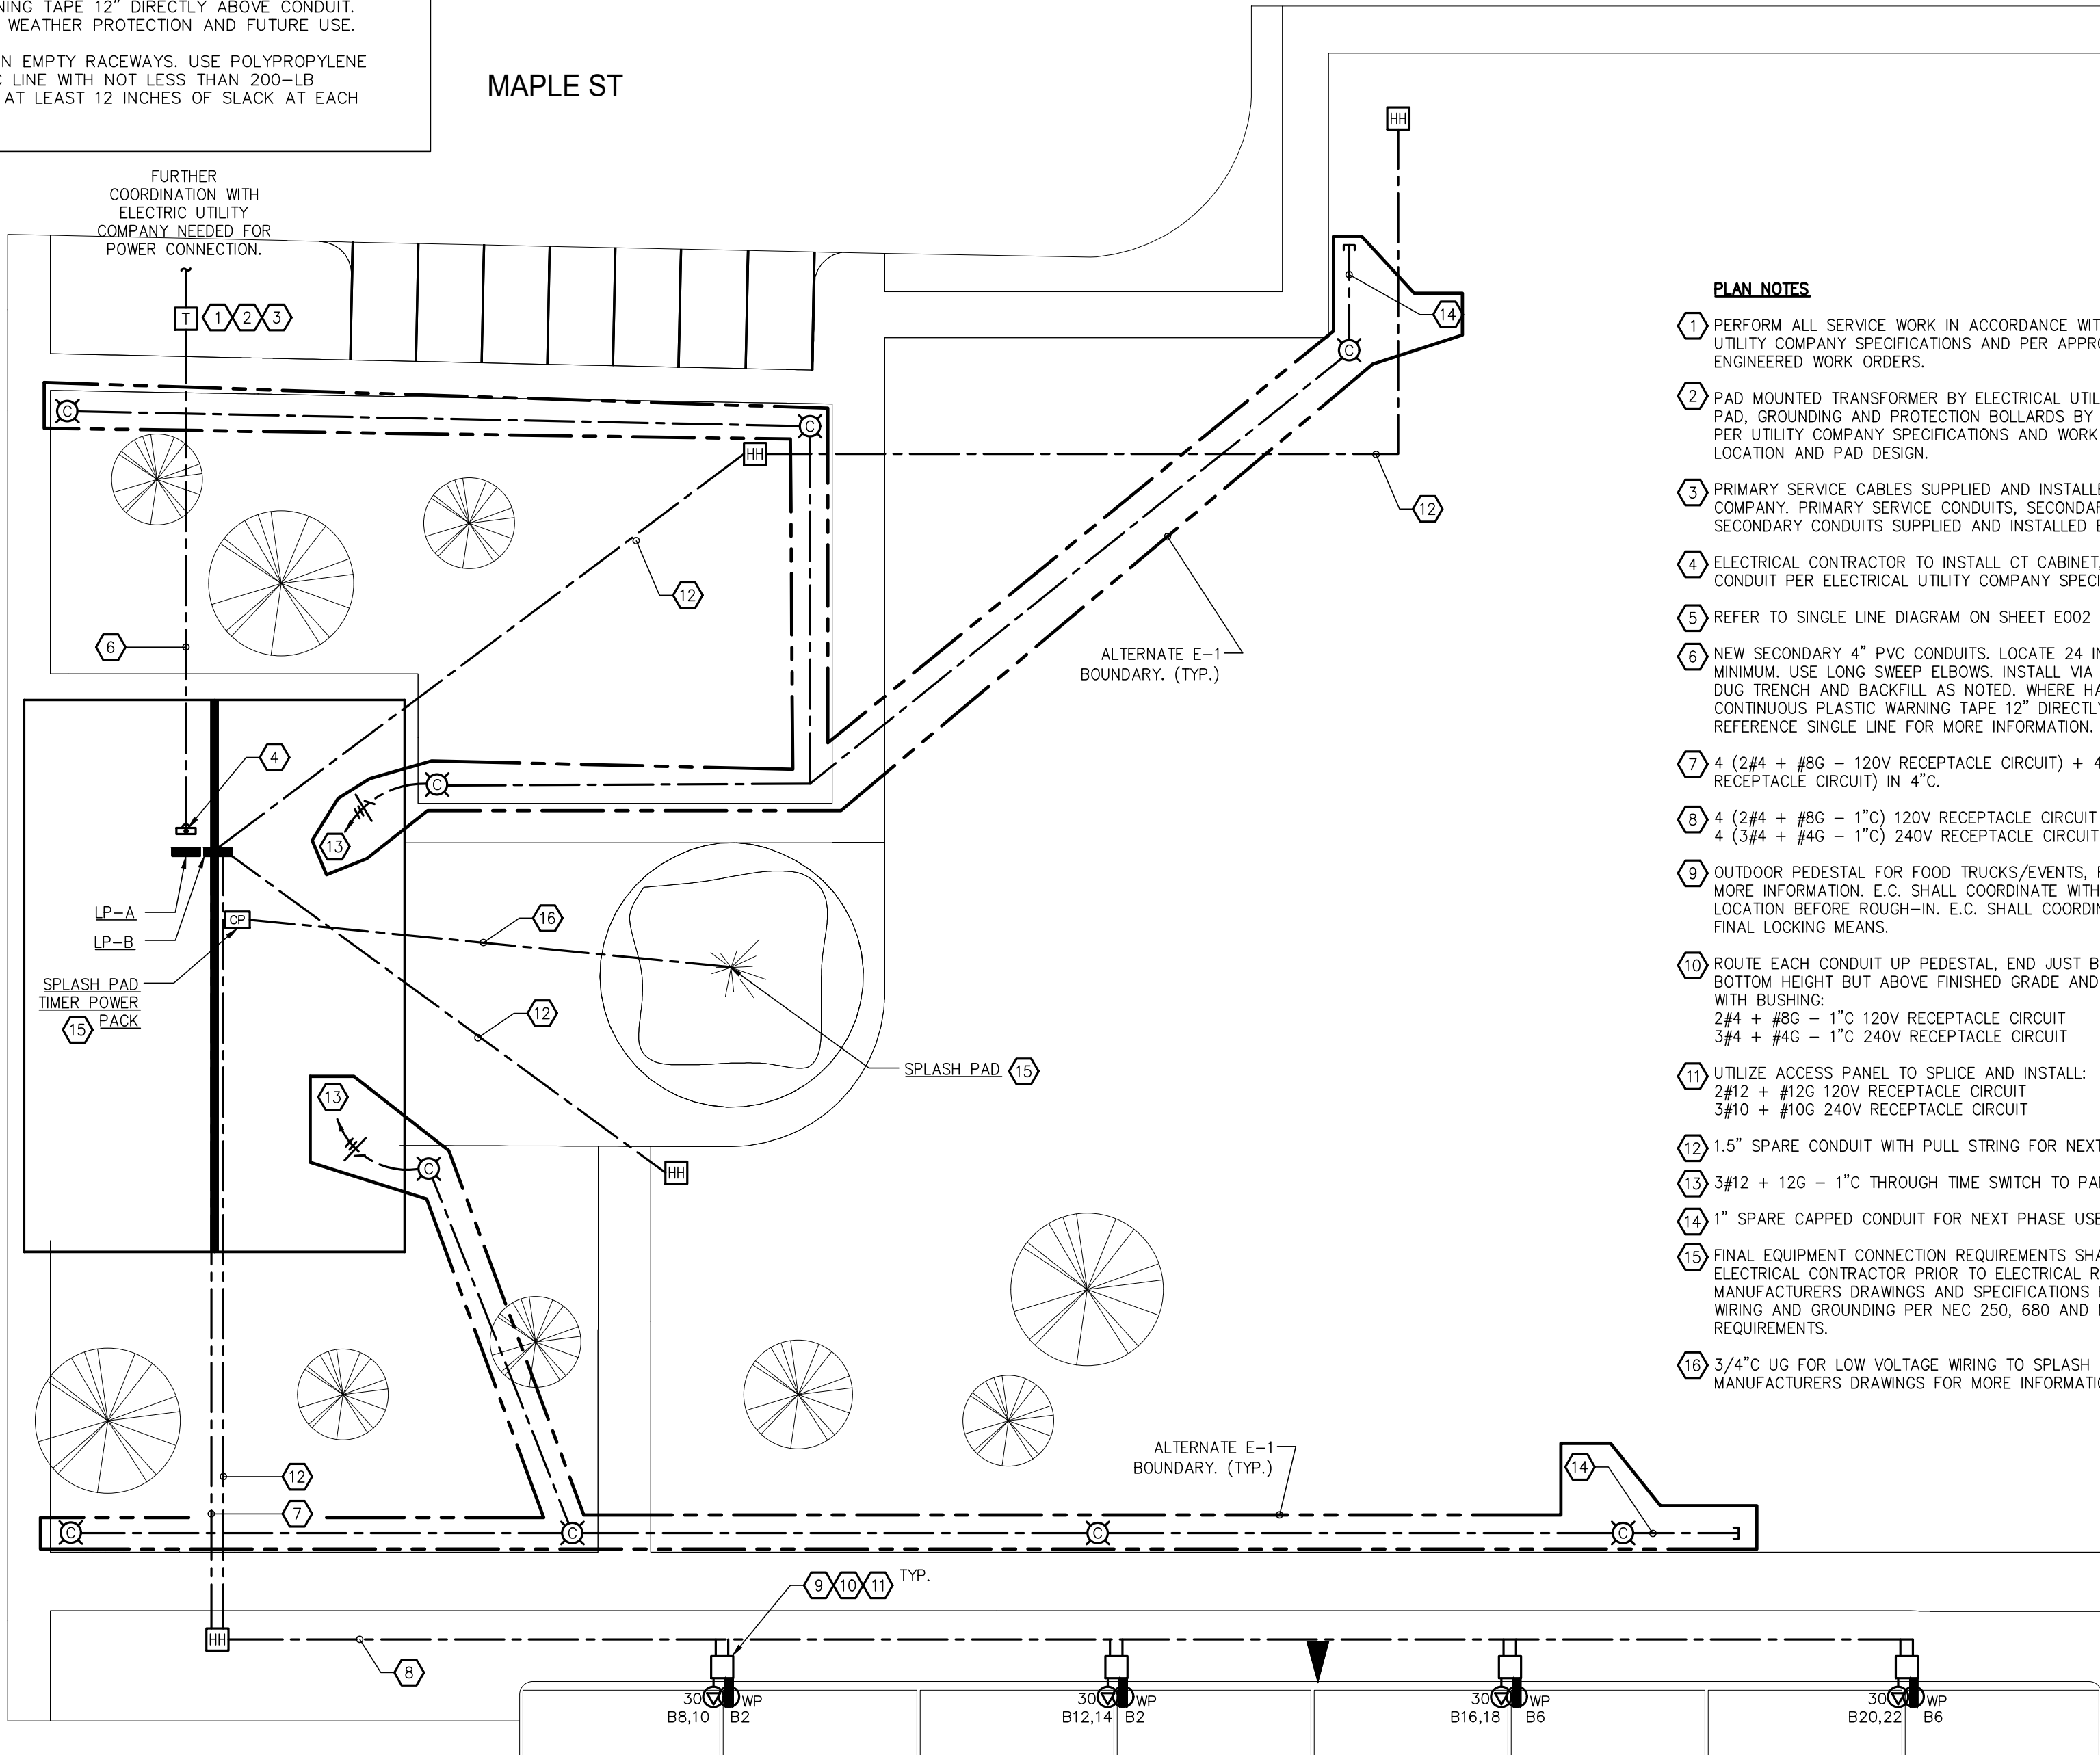 NING TAPE 12" DIRECTLY ABOVE CONDUIT.
WEATHER PROTECTION AND FUTURE USE.
N EMPTY RACEWAYS. USE POLYPROPYLENE
C LINE WITH NOT LESS THAN 200-LB
AT LEAST 12 INCHES OF SLACK AT EACH
MAPLE ST
FURTHER
COORDINATION WITH
ELECTRIC UTILITY
COMPANY NEEDED FOR
POWER CONNECTION.
T 1 2 3
HH
14
C
C
C
HH
12
12
6
ALTERNATE E-1
BOUNDARY. (TYP.)
4
C
13
LP-A
LP-B
CP
16
SPLASH PAD
TIMER POWER
15 PACK
12
SPLASH PAD 15
13
C
HH
ALTERNATE E-1
BOUNDARY. (TYP.)
14
12
7
C
C
C
C
9 10 11 TYP.
HH
8
30 WP
B8,10 B2
30 WP
B12,14 B2
30 WP
B16,18 B6
30 WP
B20,22 B6
PLAN NOTES
1 PERFORM ALL SERVICE WORK IN ACCORDANCE WIT
UTILITY COMPANY SPECIFICATIONS AND PER APPR
ENGINEERED WORK ORDERS.
2 PAD MOUNTED TRANSFORMER BY ELECTRICAL UTIL
PAD, GROUNDING AND PROTECTION BOLLARDS BY
PER UTILITY COMPANY SPECIFICATIONS AND WORK
LOCATION AND PAD DESIGN.
3 PRIMARY SERVICE CABLES SUPPLIED AND INSTALLE
COMPANY. PRIMARY SERVICE CONDUITS, SECONDAR
SECONDARY CONDUITS SUPPLIED AND INSTALLED B
4 ELECTRICAL CONTRACTOR TO INSTALL CT CABINET,
CONDUIT PER ELECTRICAL UTILITY COMPANY SPECI
5 REFER TO SINGLE LINE DIAGRAM ON SHEET E002
6 NEW SECONDARY 4" PVC CONDUITS. LOCATE 24 IN
MINIMUM. USE LONG SWEEP ELBOWS. INSTALL VIA
DUG TRENCH AND BACKFILL AS NOTED. WHERE HA
CONTINUOUS PLASTIC WARNING TAPE 12" DIRECTLY
REFERENCE SINGLE LINE FOR MORE INFORMATION.
7 4 (2#4 + #8G - 120V RECEPTACLE CIRCUIT) + 4
RECEPTACLE CIRCUIT) IN 4"C.
8 4 (2#4 + #8G - 1"C) 120V RECEPTACLE CIRCUIT
4 (3#4 + #4G - 1"C) 240V RECEPTACLE CIRCUIT
9 OUTDOOR PEDESTAL FOR FOOD TRUCKS/EVENTS,
MORE INFORMATION. E.C. SHALL COORDINATE WITH
LOCATION BEFORE ROUGH-IN. E.C. SHALL COORDIN
FINAL LOCKING MEANS.
10 ROUTE EACH CONDUIT UP PEDESTAL, END JUST B
BOTTOM HEIGHT BUT ABOVE FINISHED GRADE AND
WITH BUSHING:
2#4 + #8G - 1"C 120V RECEPTACLE CIRCUIT
3#4 + #4G - 1"C 240V RECEPTACLE CIRCUIT
11 UTILIZE ACCESS PANEL TO SPLICE AND INSTALL:
2#12 + #12G 120V RECEPTACLE CIRCUIT
3#10 + #10G 240V RECEPTACLE CIRCUIT
12 1.5" SPARE CONDUIT WITH PULL STRING FOR NEXT
13 3#12 + 12G - 1"C THROUGH TIME SWITCH TO PA
14 1" SPARE CAPPED CONDUIT FOR NEXT PHASE USE
15 FINAL EQUIPMENT CONNECTION REQUIREMENTS SHA
ELECTRICAL CONTRACTOR PRIOR TO ELECTRICAL R
MANUFACTURERS DRAWINGS AND SPECIFICATIONS
WIRING AND GROUNDING PER NEC 250, 680 AND
REQUIREMENTS.
16 3/4"C UG FOR LOW VOLTAGE WIRING TO SPLASH
MANUFACTURERS DRAWINGS FOR MORE INFORMATI